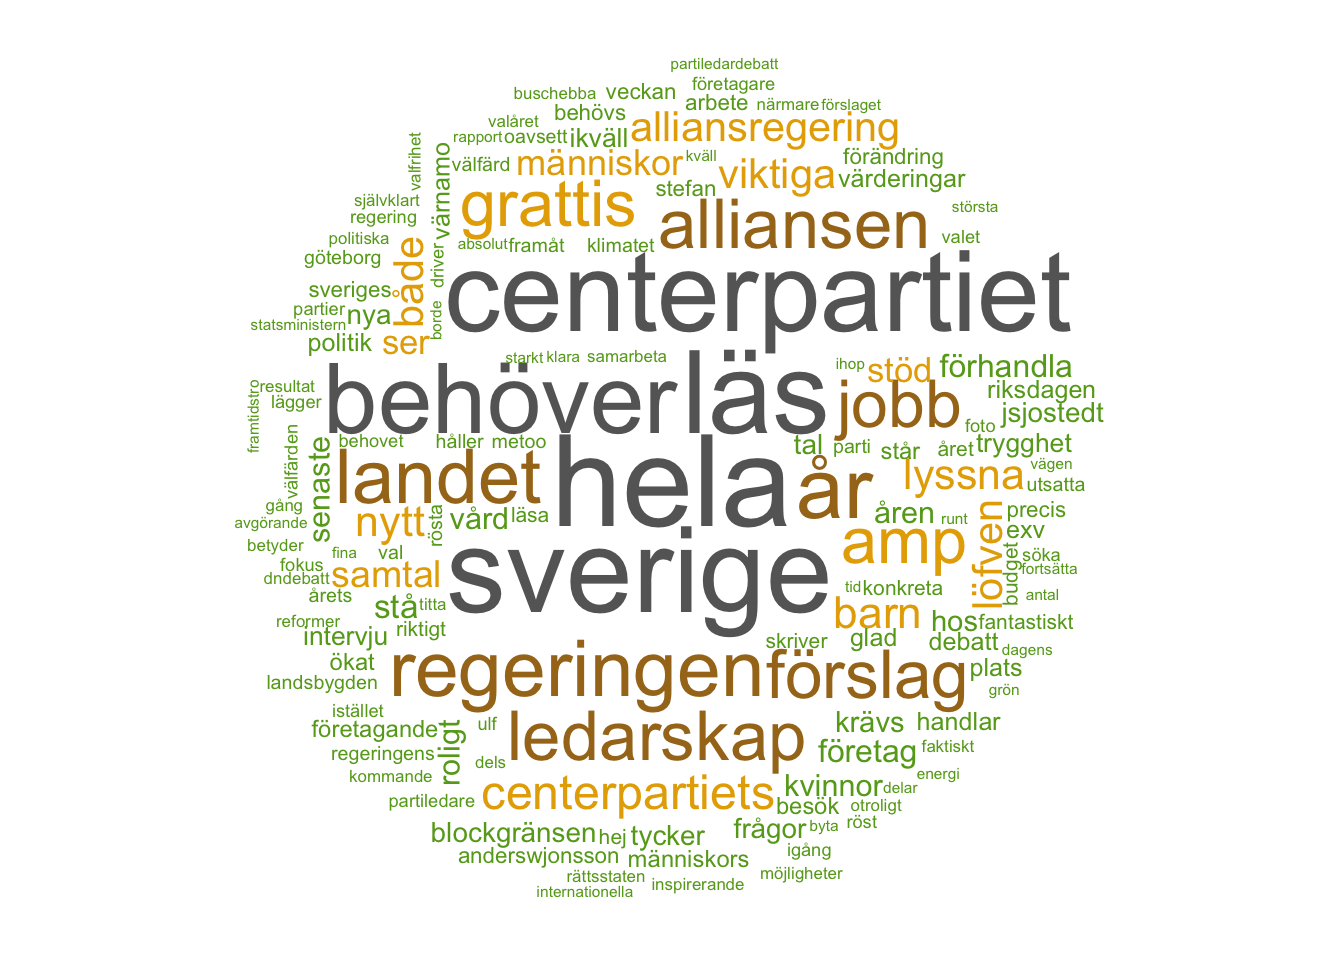 partiledardebatt
företagare
buschebba
veckan
arbete
närmare
förslaget
behövs
valåret
alliansregering
rapport
oavsett
ikväll
valfrihet
värnamo
välfärd
människor
kväll
viktiga
förändring
värderingar
stefan
självklart
regering
grattis
alliansen
största
politiska
absolut
framåt
klimatet
valet
göteborg
både
driver
centerpartiet
sveriges
partier
nya
borde
statsministern
politik
ser
starkt
klara
samarbeta
ihop
stöd
förhandla
framtidstro
resultat
behöver
läs
jobb
riksdagen
lägger
jsjostedt
foto
senaste
behovet
håller
metoo
tal
parti
står
året
trygghet
välfärden
landet
hela
år
lyssna
vägen
utsatta
gång
avgörande
nytt
rösta
vård
läsa
åren
runt
precis
exv
betyder
fina
val
amp
löfven
budget
söka
fokus
fortsätta
dndebatt
samtal
sverige
tid
konkreta
antal
årets
stå
titta
barn
reformer
hos
fantastiskt
intervju
riktigt
skriver
glad
debatt
dagens
ökat
regeringen
förslag
plats
landsbygden
grön
istället
företagande
roligt
ulf
ledarskap
krävs
handlar
regeringens
dels
företag
faktiskt
kommande
energi
partiledare
centerpartiets
kvinnor
delar
besök
otroligt
blockgränsen
hej
tycker
frågor
byta
röst
anderswjonsson
människors
igång
rättsstaten
möjligheter
internationella
inspirerande